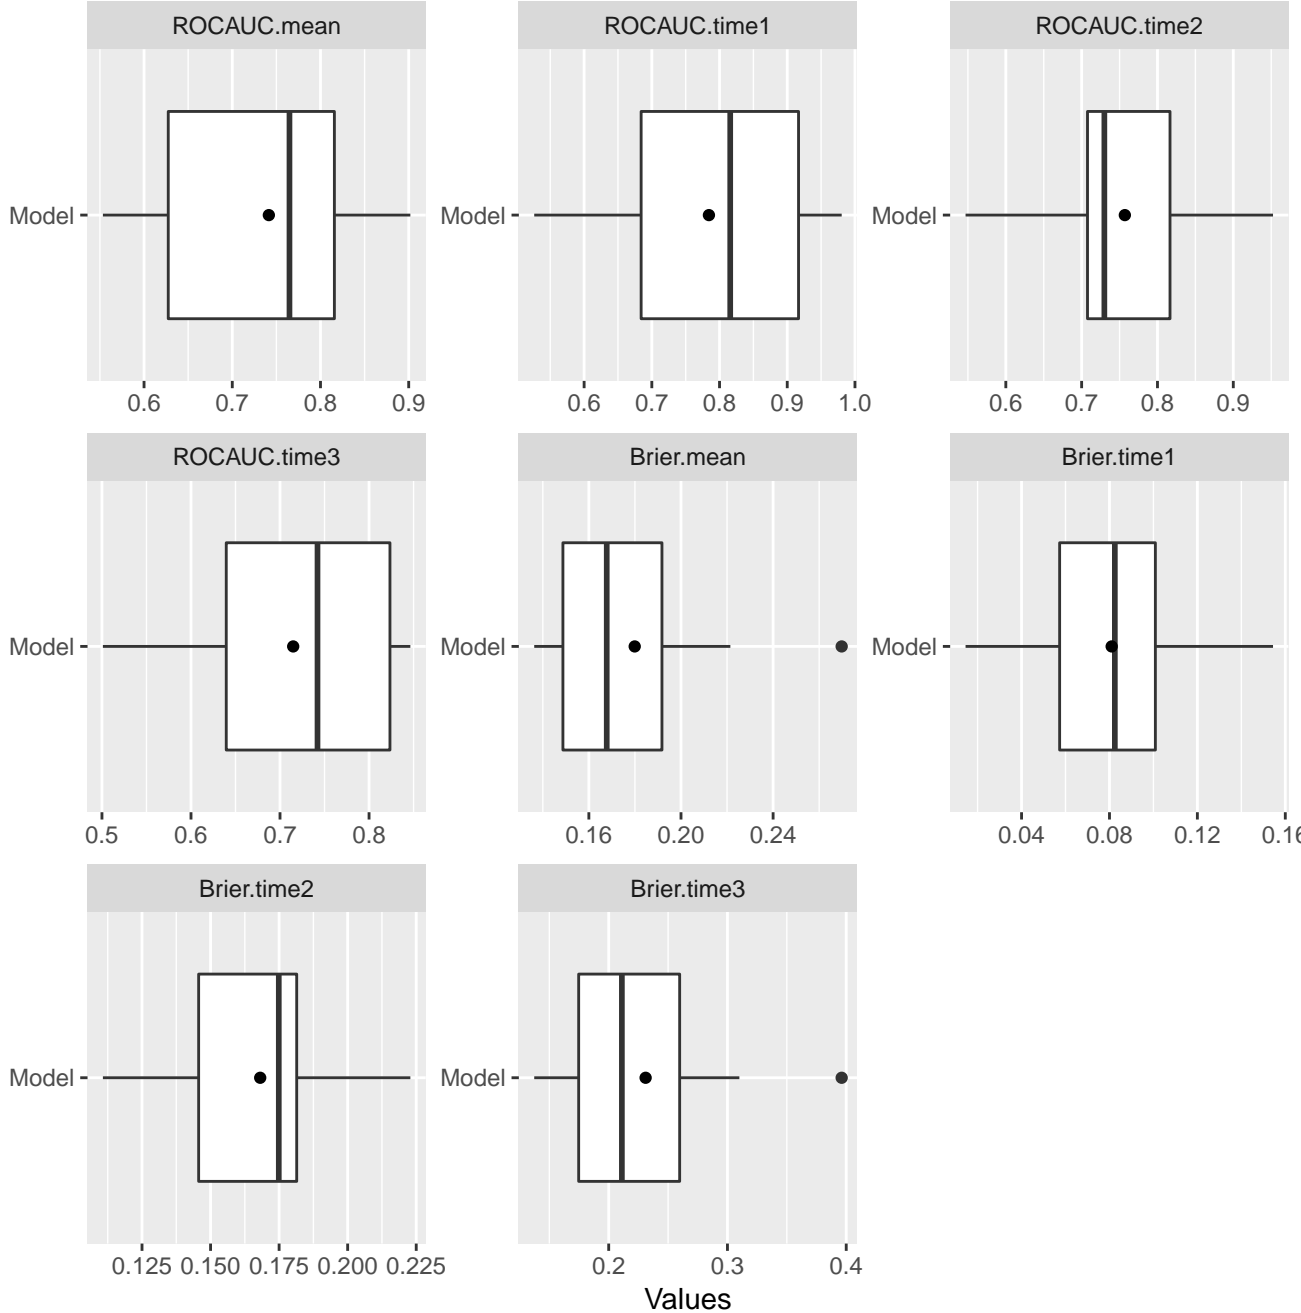 ROCAUC.mean
ROCAUC.time1
ROCAUC.time2
Model
Model
Model
0.6 0.7 0.8 0.9
0.6 0.7 0.8 0.9 1.0
0.6 0.7 0.8 0.9
ROCAUC.time3
Brier.mean
Brier.time1
Model
Model
Model
0.5 0.6 0.7 0.8
0.16 0.20 0.24
0.04 0.08 0.12 0.16
Brier.time2
Brier.time3
Model
Model
0.125 0.150 0.175 0.200 0.225
0.2 0.3 0.4
Values